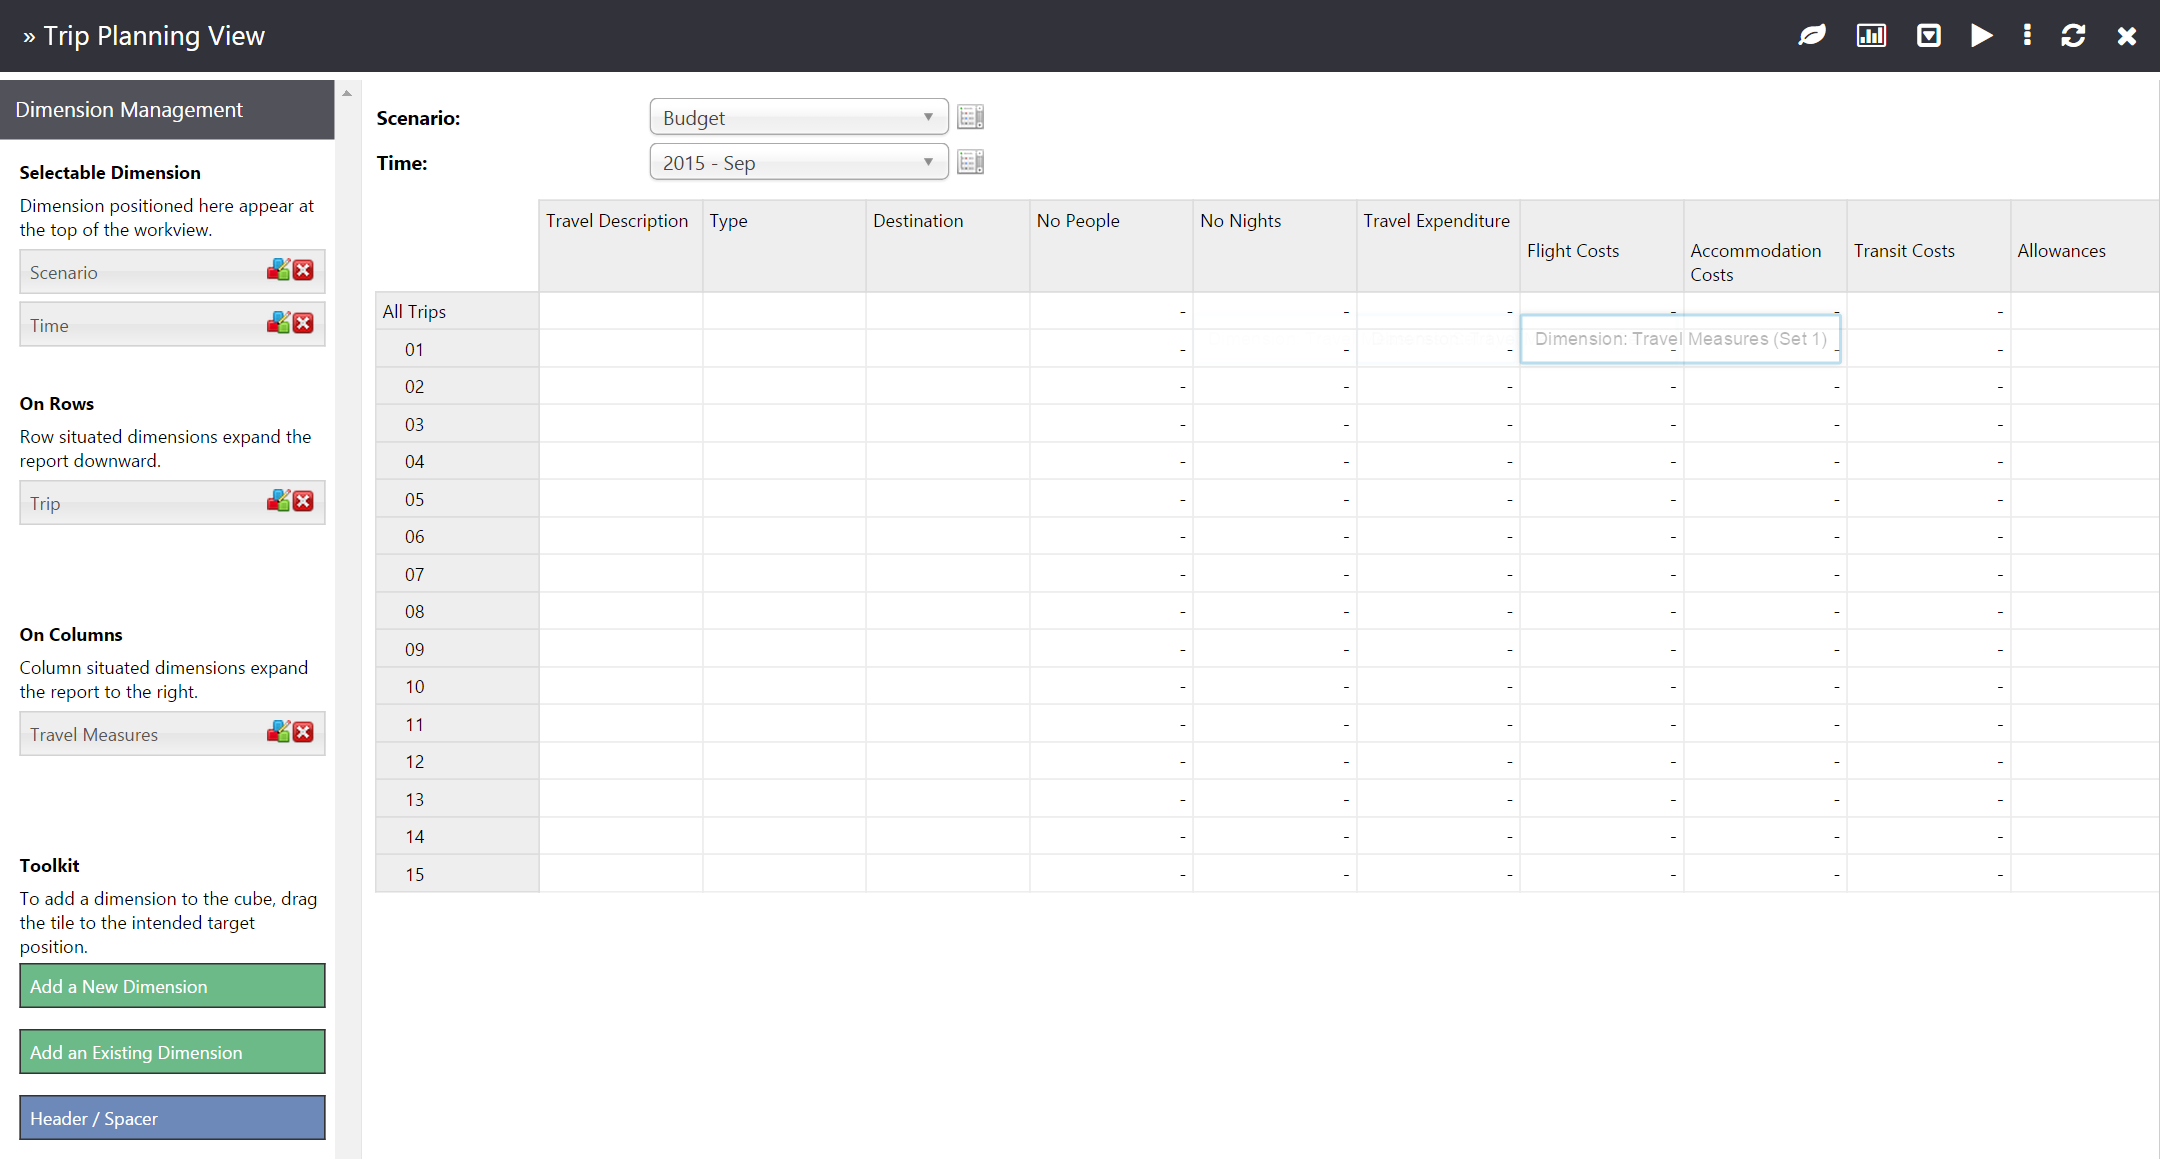 » Trip Planning View
Dimension Management
Selectable Dimension
Dimension positioned here appear at
the top of the workview.
Scenario
Time
On Rows
Row situated dimensions expand the
report downward.
Trip
On Columns
Column situated dimensions expand
the report to the right.
Travel Measures
Toolkit
To add a dimension to the cube, drag
the tile to the intended target
position.
Add a New Dimension
Add an Existing Dimension
Header / Spacer
Scenario: Budget
Time: 2015 - Sep
Travel Description Type Destination No People No Nights Travel Expenditure Flight Costs Accommodation Costs Transit Costs Allowances
All Trips - - - - - -
Dimension: Travel Measures (Set 1)
01 - - - - - -
02 - - - - - -
03 - - - - - -
04 - - - - - -
05 - - - - - -
06 - - - - - -
07 - - - - - -
08 - - - - - -
09 - - - - - -
10 - - - - - -
11 - - - - - -
12 - - - - - -
13 - - - - - -
14 - - - - - -
15 - - - - - -